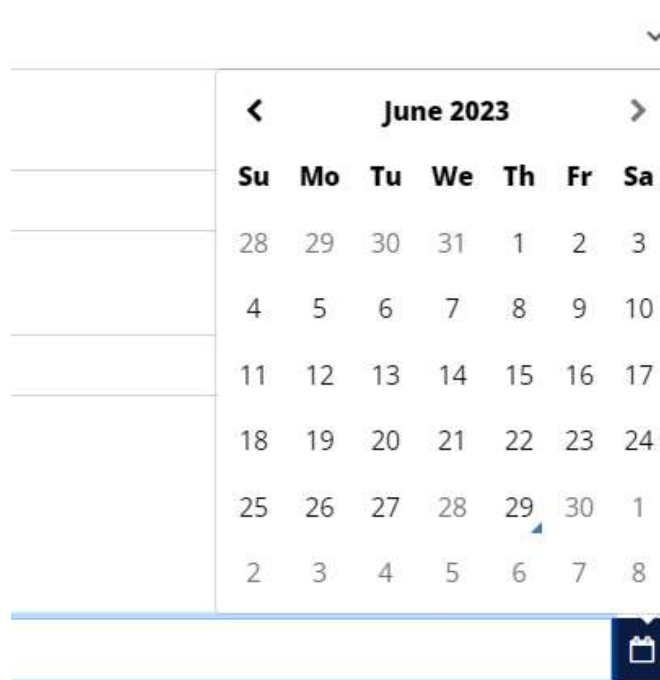 June 2023
Su Mo Tu We Th Fr Sa
28 29 30 31 1 2 3
4 5 6 7 8 9 10
11 12 13 14 15 16 17
18 19 20 21 22 23 24
25 26 27 28 29 30 1
2 3 4 5 6 7 8